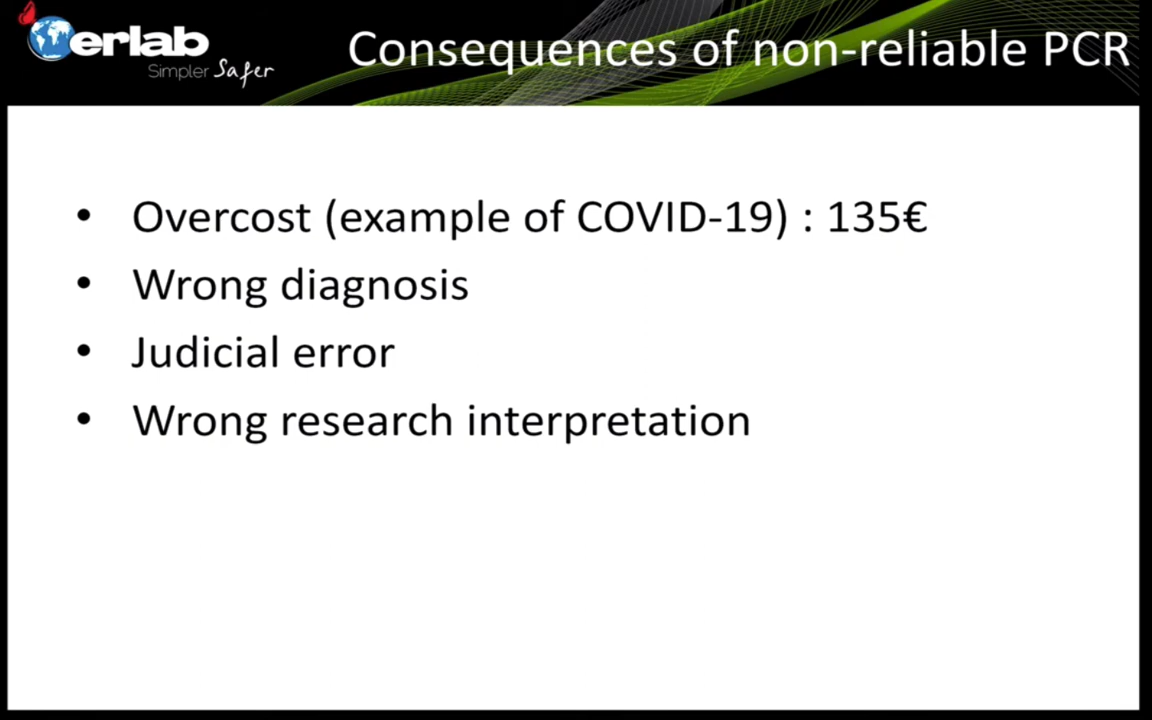 erlab
Simpler Safer
Consequences of non-reliable PCR
• Overcost (example of COVID-19) : 135€
• Wrong diagnosis
• Judicial error
• Wrong research interpretation